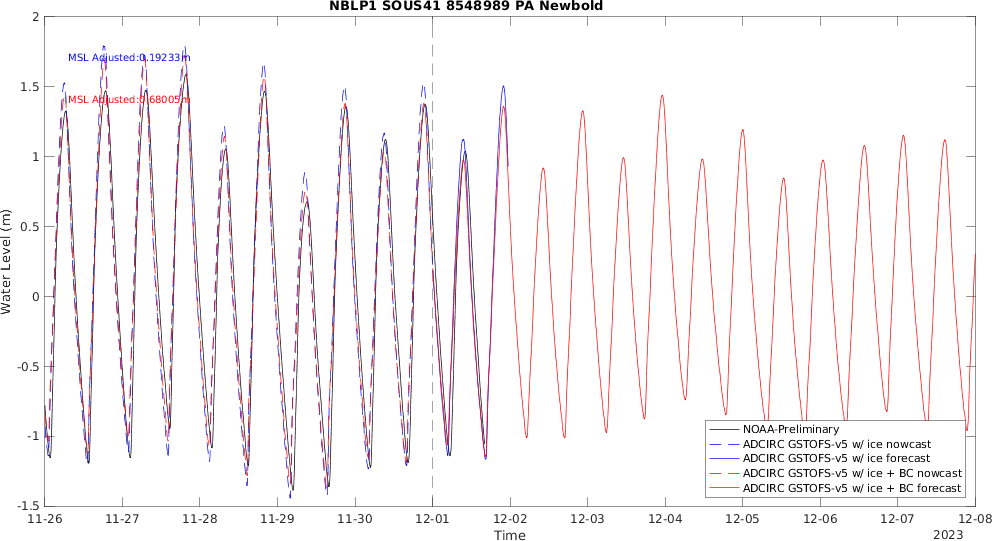 NBLP1 SOUS41 8548989 PA Newbold
MSL Adjusted:0.19233m
MSL Adjusted:0.68005m
Water Level (m)
2
1.5
1
0.5
0
-0.5
-1
-1.5
11-26 11-27 11-28 11-29 11-30 12-01 12-02 12-03 12-04 12-05 12-06 12-07 12-08
Time
2023
NOAA-Preliminary
ADCIRC GSTOFS-v5 w/ ice nowcast
ADCIRC GSTOFS-v5 w/ ice forecast
ADCIRC GSTOFS-v5 w/ ice + BC nowcast
ADCIRC GSTOFS-v5 w/ ice + BC forecast